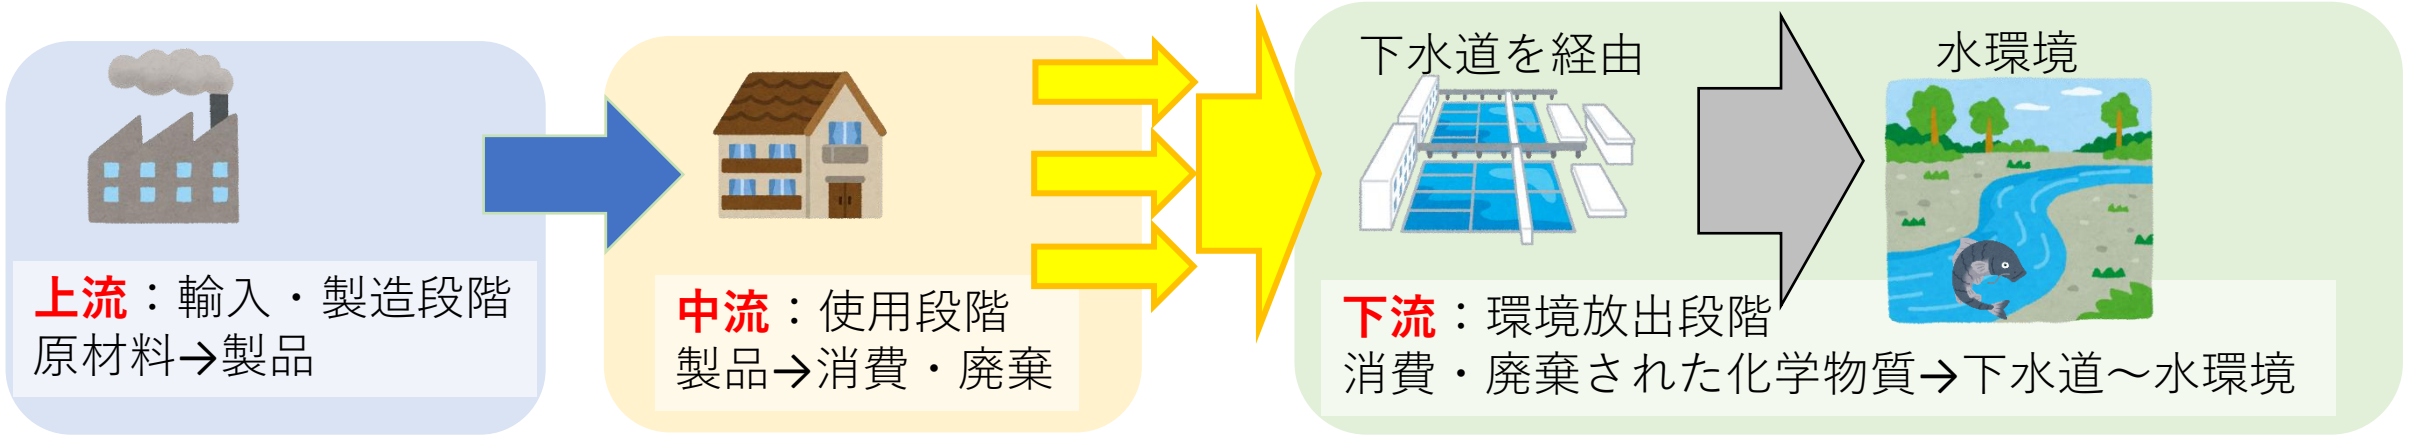 上流：輸入・製造段階
原材料→製品
中流：使用段階
製品→消費・廃棄
下水道を経由
水環境
下流：環境放出段階
消費・廃棄された化学物質→下水道～水環境